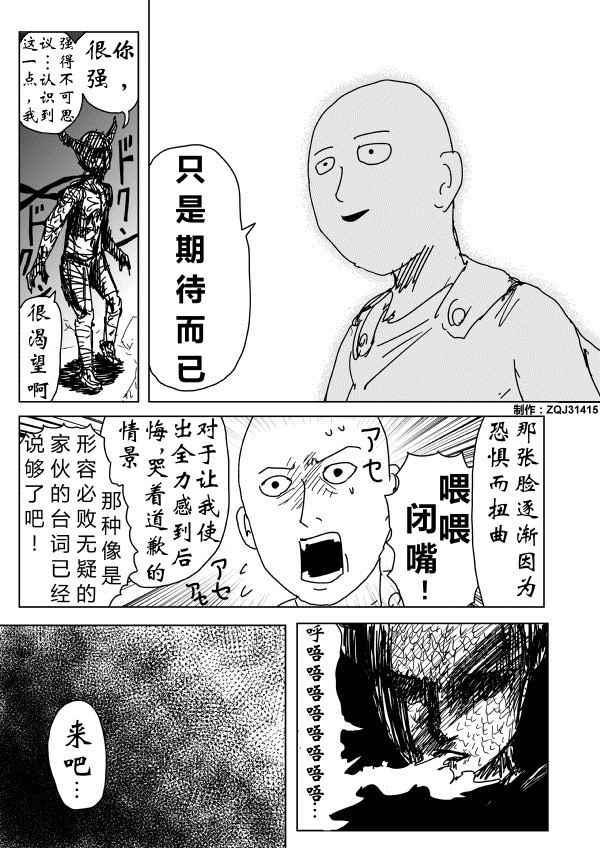 只是期待而已
你，
很强
强得不可思
议…认识到
这一点，我
ドクン
ドクン
很渴望啊
制作：ZQJ31415
那张脸逐渐因为
恐惧而扭曲
喂喂
闭嘴！
アセ
对于让我使
出全力感到后
悔，哭着道歉的
情景
那种像是
形容必败无疑的
家伙的台词已经
说够了吧！
アセ
アセ
呼唔唔唔唔唔唔唔…
来吧…